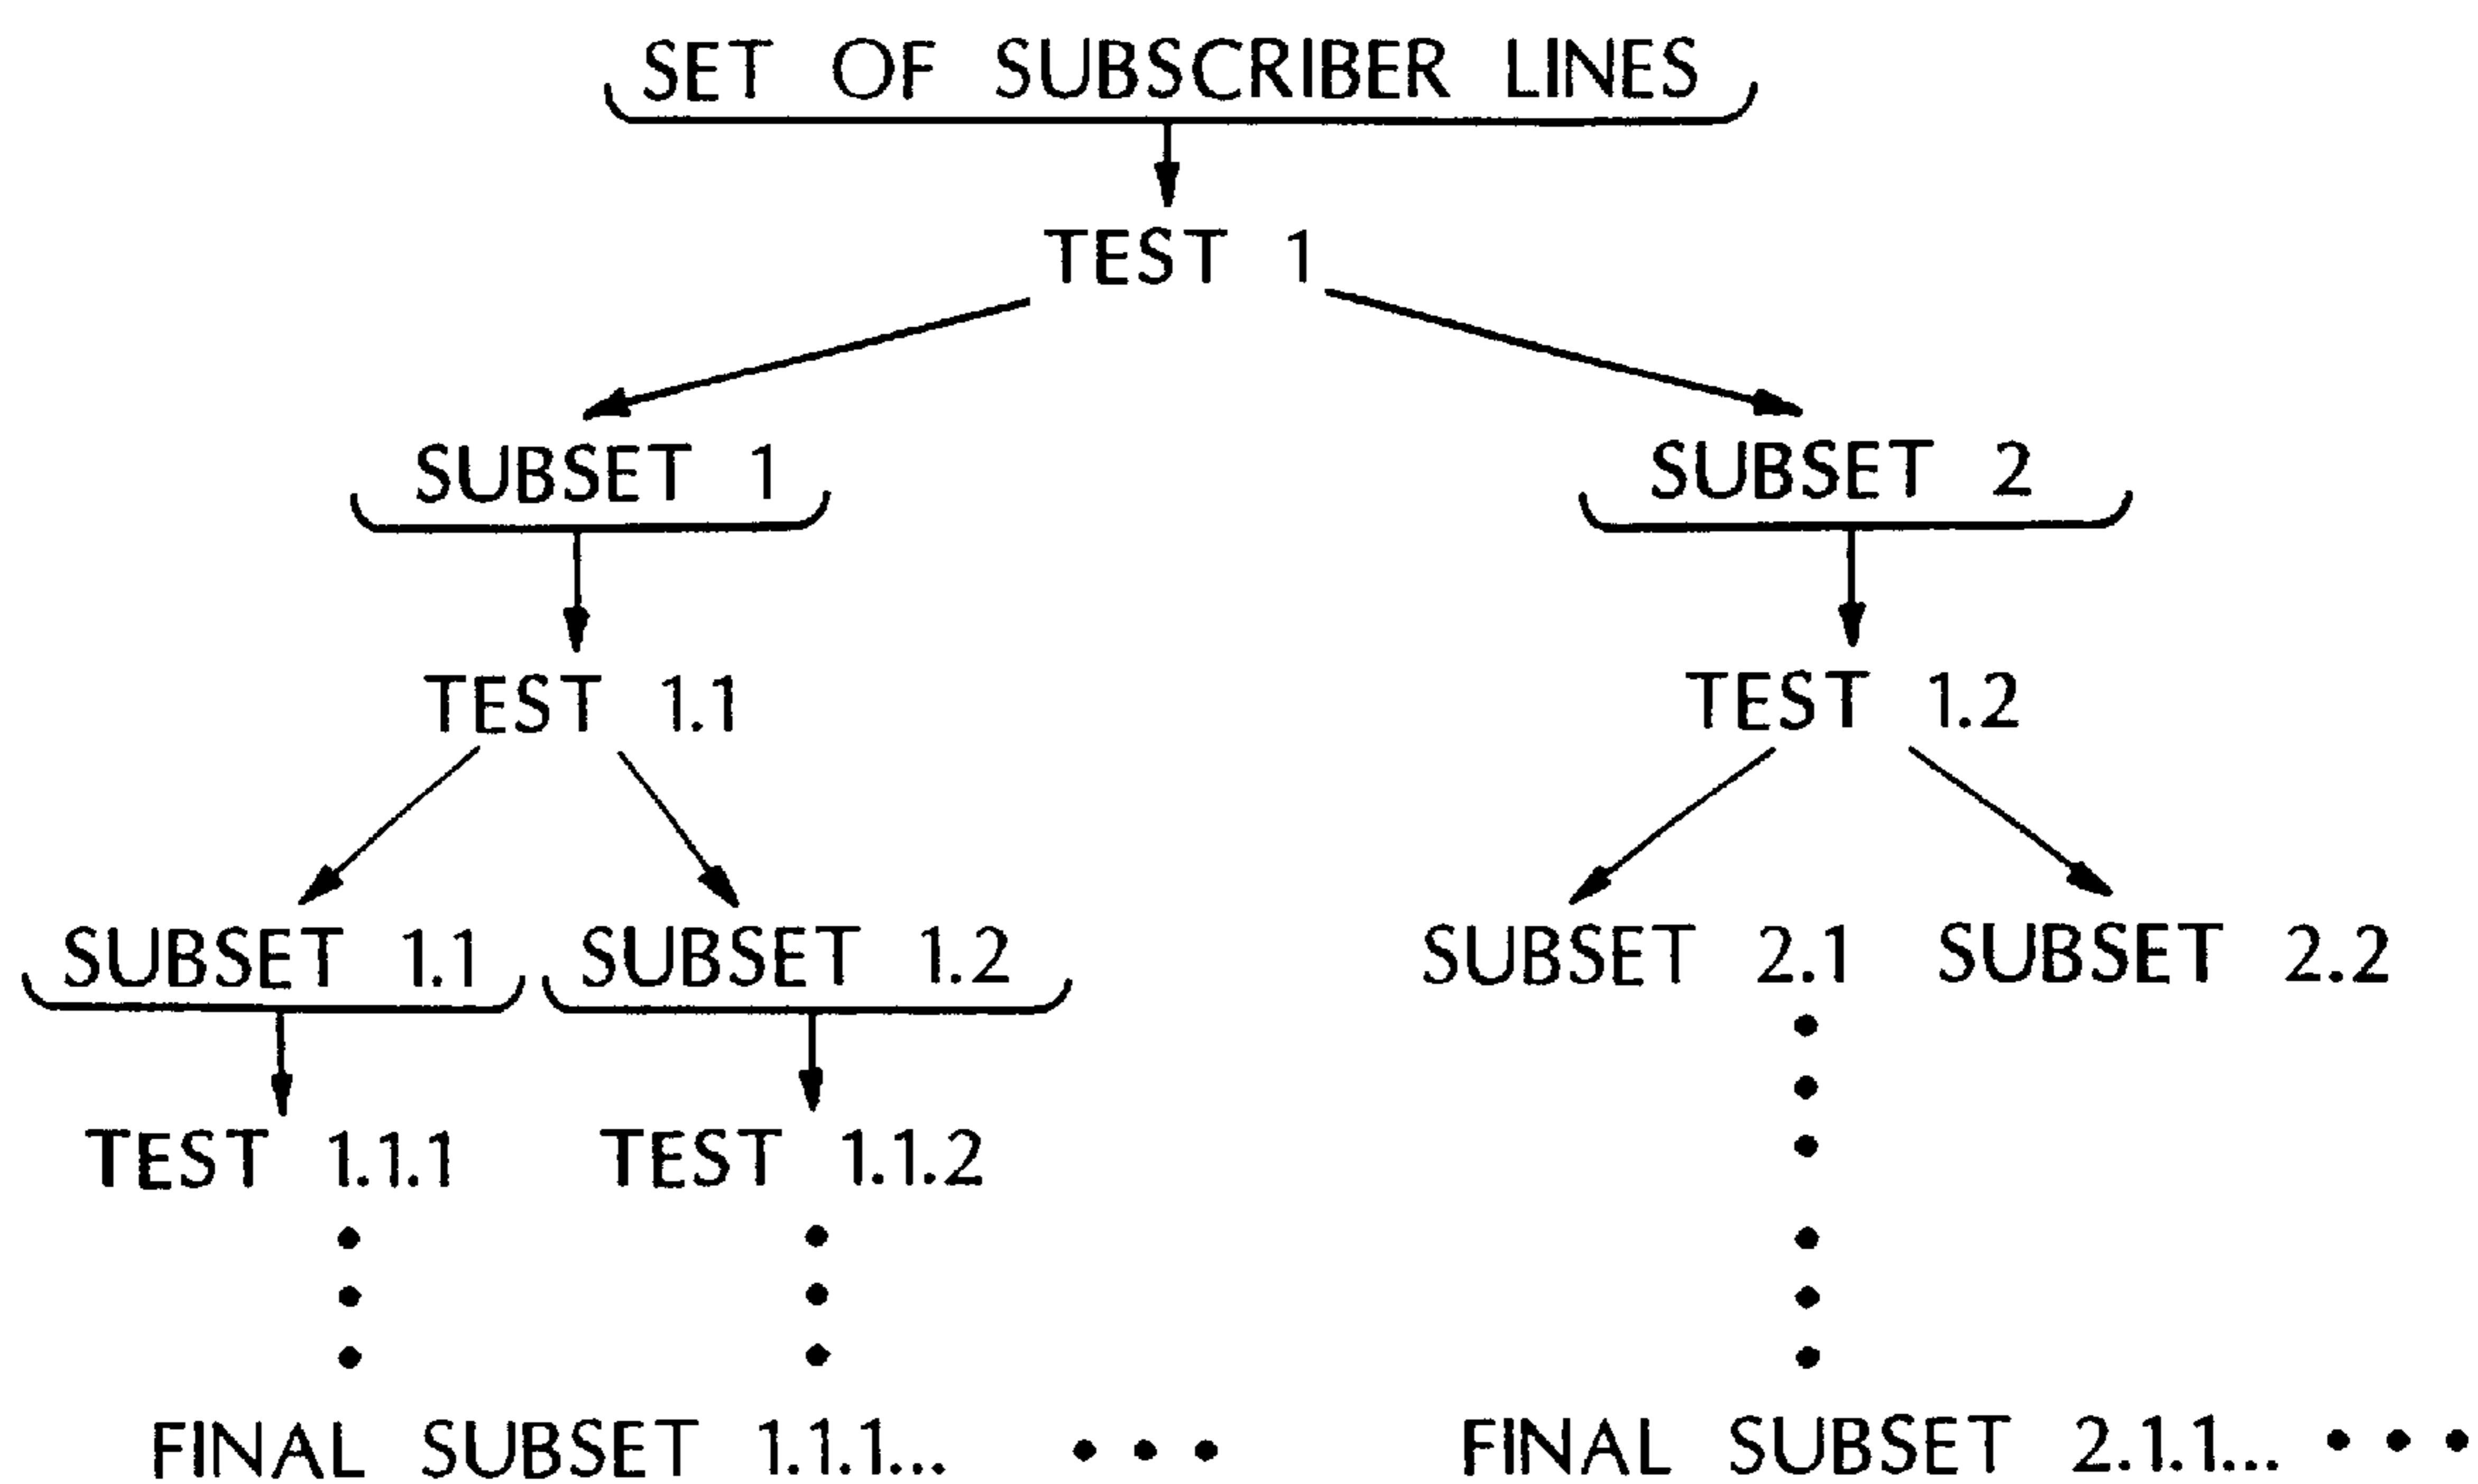 SET OF SUBSCRIBER LINES
TEST 1
SUBSET 1 SUBSET 2
TEST 1.1 TEST 1.2
SUBSET 1.1 SUBSET 1.2 SUBSET 2.1 SUBSET 2.2
TEST 1.1.1 TEST 1.1.2
FINAL SUBSET 1.1.1... • • • FINAL SUBSET 2.1.1... • • •